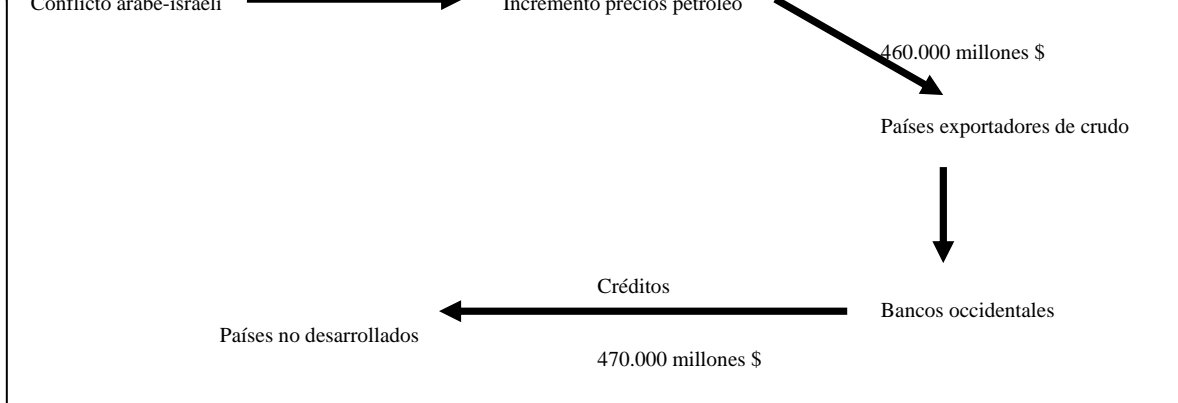 Conflicto árabe-israelí
Incremento precios petróleo
460.000 millones $
Países exportadores de crudo
Créditos
Bancos occidentales
Países no desarrollados
470.000 millones $